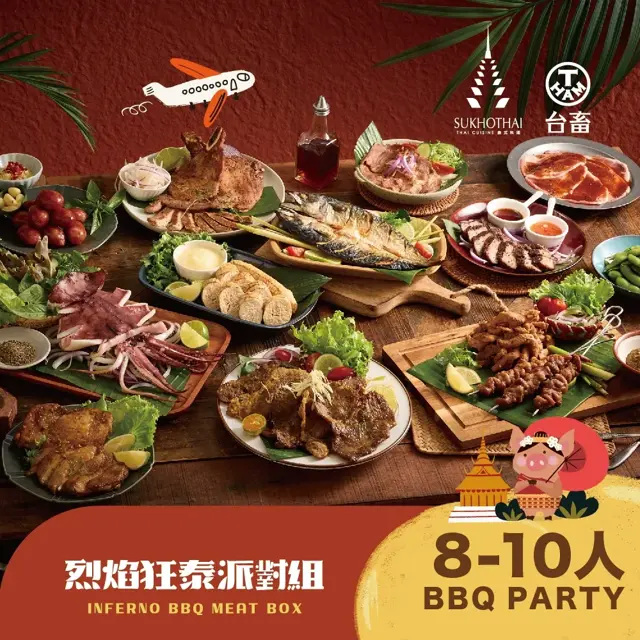 SUKHOTHAI
THAI CUISINE
THAM
台畜
烈焰狂泰派對組
INFERNO BBQ MEAT BOX
8-10人
BBQ PARTY